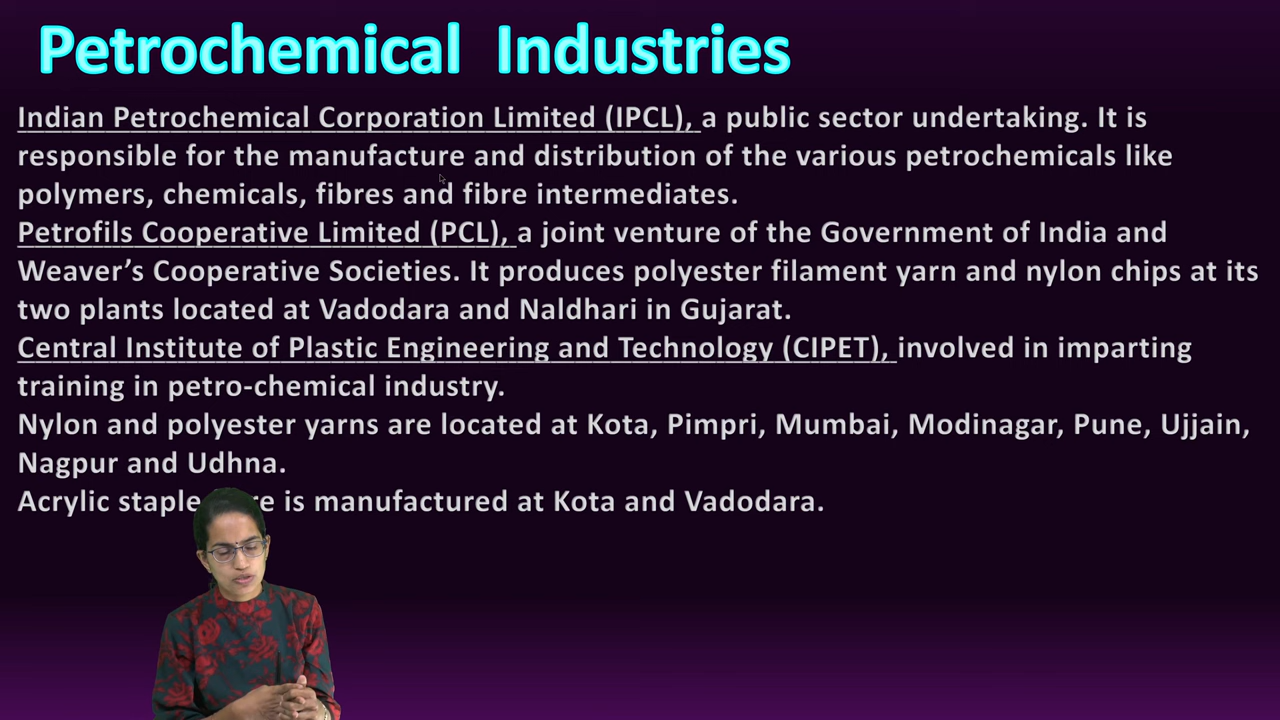 Petrochemical Industries
Indian Petrochemical Corporation Limited (IPCL), a public sector undertaking. It is
responsible for the manufacture and distribution of the various petrochemicals like
polymers, chemicals, fibres and fibre intermediates.
Petrofils Cooperative Limited (PCL), a joint venture of the Government of India and
Weaver’s Cooperative Societies. It produces polyester filament yarn and nylon chips at its
two plants located at Vadodara and Naldhari in Gujarat.
Central Institute of Plastic Engineering and Technology (CIPET), involved in imparting
training in petro-chemical industry.
Nylon and polyester yarns are located at Kota, Pimpri, Mumbai, Modinagar, Pune, Ujjain,
Nagpur and Udhna.
Acrylic staple is manufactured at Kota and Vadodara.